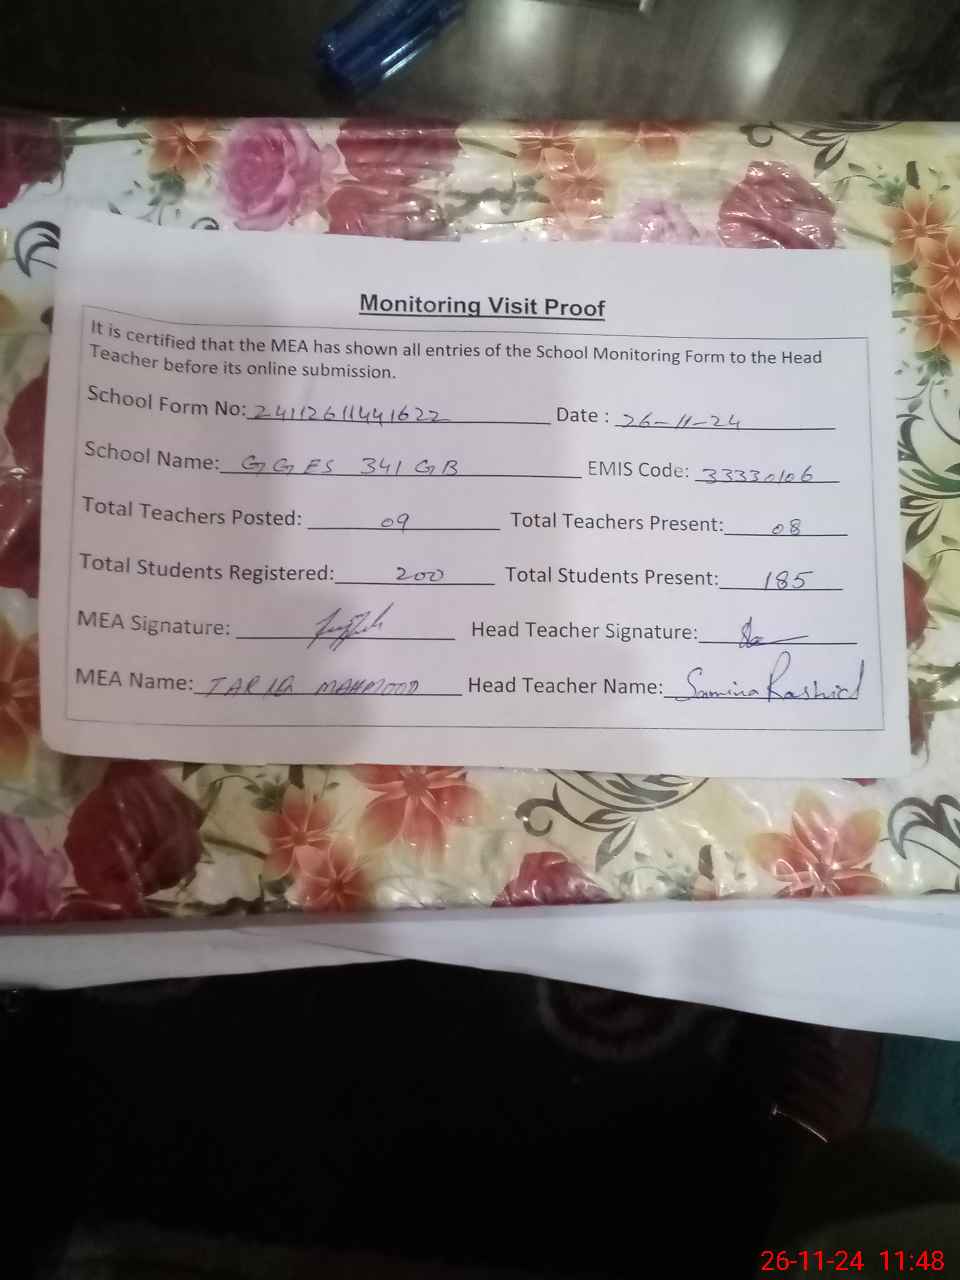 Monitoring Visit Proof
It is certified that the MEA has shown all entries of the School Monitoring Form to the Head
Teacher before its online submission.
School Form No: 24112611441622 Date : 26-11-24
School Name: GGES 341 GB EMIS Code: 33330106
Total Teachers Posted: 09 Total Teachers Present: 08
Total Students Registered: 200 Total Students Present: 185
MEA Signature: Head Teacher Signature:
MEA Name: TARIQ MAHMOOD Head Teacher Name: Samina Rashid
26-11-24 11:48